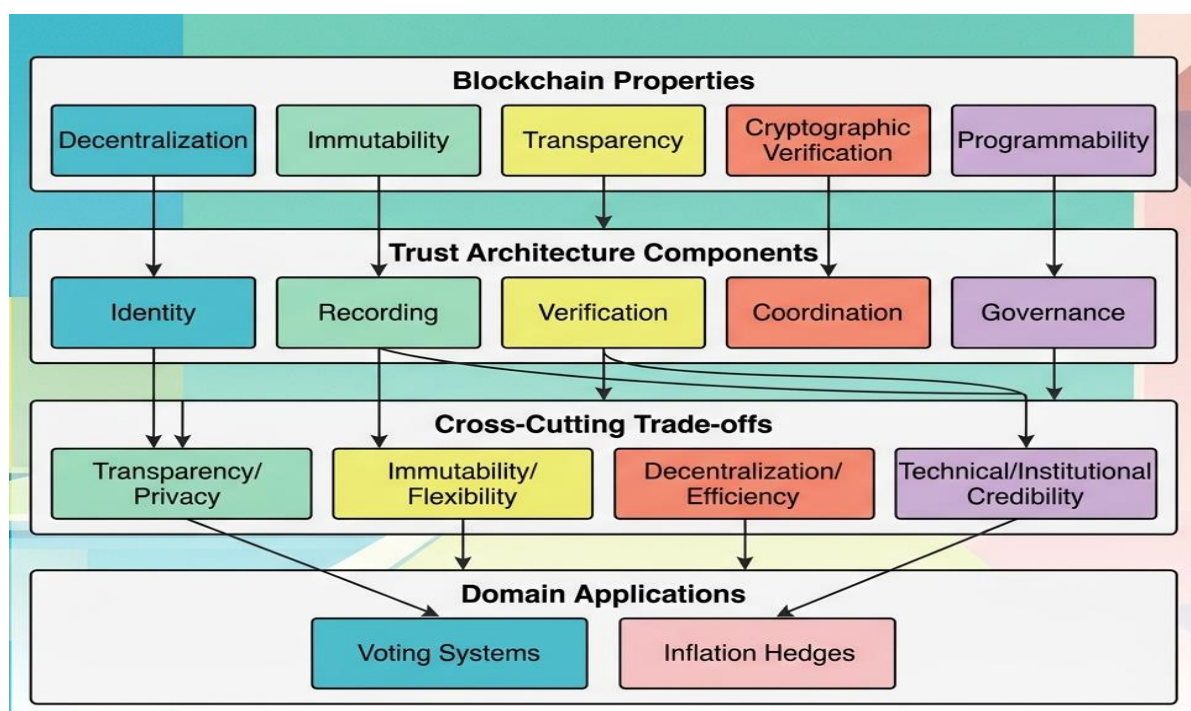 Blockchain Properties
Decentralization
Immutability
Transparency
Cryptographic
Verification
Programmability
Trust Architecture Components
Identity
Recording
Verification
Coordination
Governance
Cross-Cutting Trade-offs
Transparency/
Privacy
Immutability/
Flexibility
Decentralization/
Efficiency
Technical/Institutional
Credibility
Domain Applications
Voting Systems
Inflation Hedges